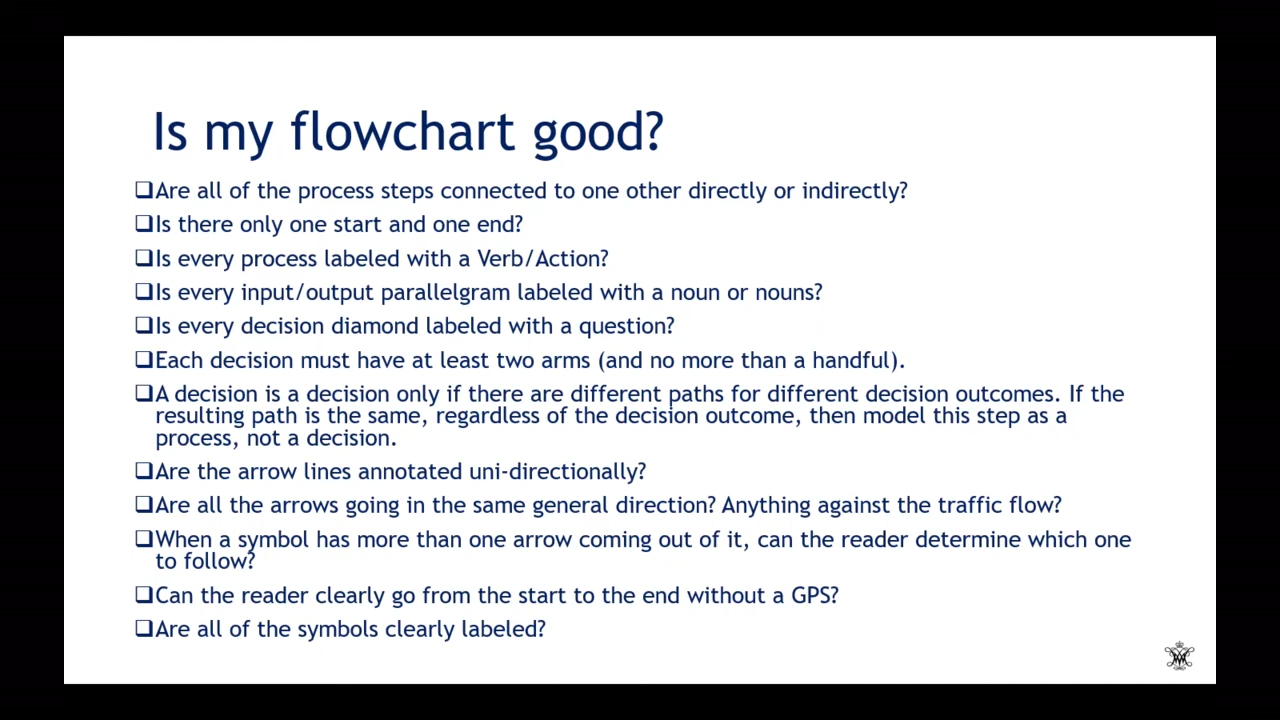 Is my flowchart good?
❑Are all of the process steps connected to one other directly or indirectly?
❑Is there only one start and one end?
❑Is every process labeled with a Verb/Action?
❑Is every input/output parallelgram labeled with a noun or nouns?
❑Is every decision diamond labeled with a question?
❑Each decision must have at least two arms (and no more than a handful).
❑A decision is a decision only if there are different paths for different decision outcomes. If the
resulting path is the same, regardless of the decision outcome, then model this step as a
process, not a decision.
❑Are the arrow lines annotated uni-directionally?
❑Are all the arrows going in the same general direction? Anything against the traffic flow?
❑When a symbol has more than one arrow coming out of it, can the reader determine which one
to follow?
❑Can the reader clearly go from the start to the end without a GPS?
❑Are all of the symbols clearly labeled?